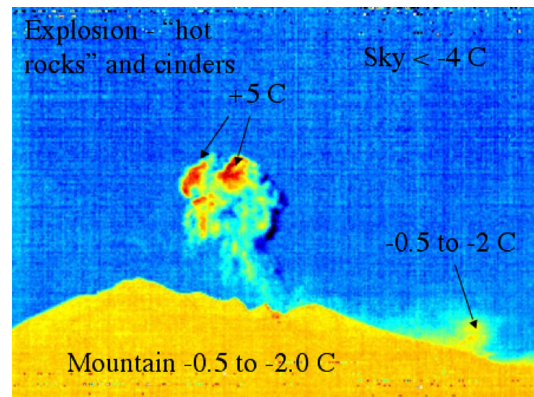 Explosion - "hot
rocks" and cinders
Sky < -4 C
+5 C
-0.5 to -2 C
Mountain -0.5 to -2.0 C